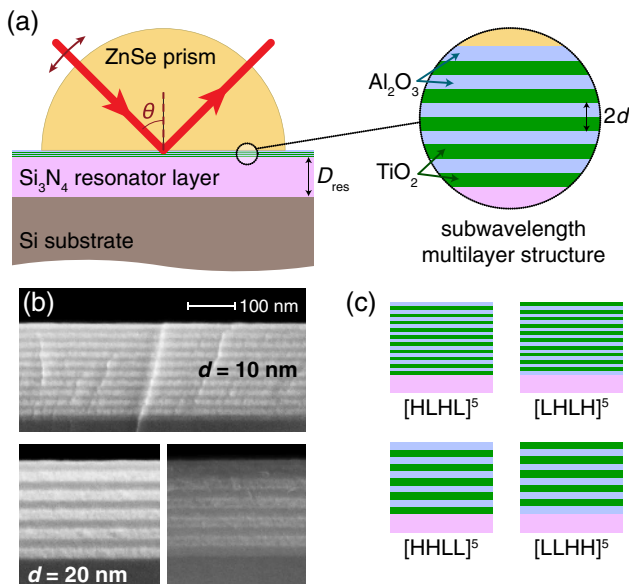 (a)
ZnSe prism
θ
Al₂O₃
2d
TiO₂
Si₃N₄ resonator layer
D_res
Si substrate
subwavelength
multilayer structure
(b)
100 nm
d = 10 nm
d = 20 nm
(c)
[HLHL]⁵
[LHLH]⁵
[HHLL]⁵
[LLHH]⁵